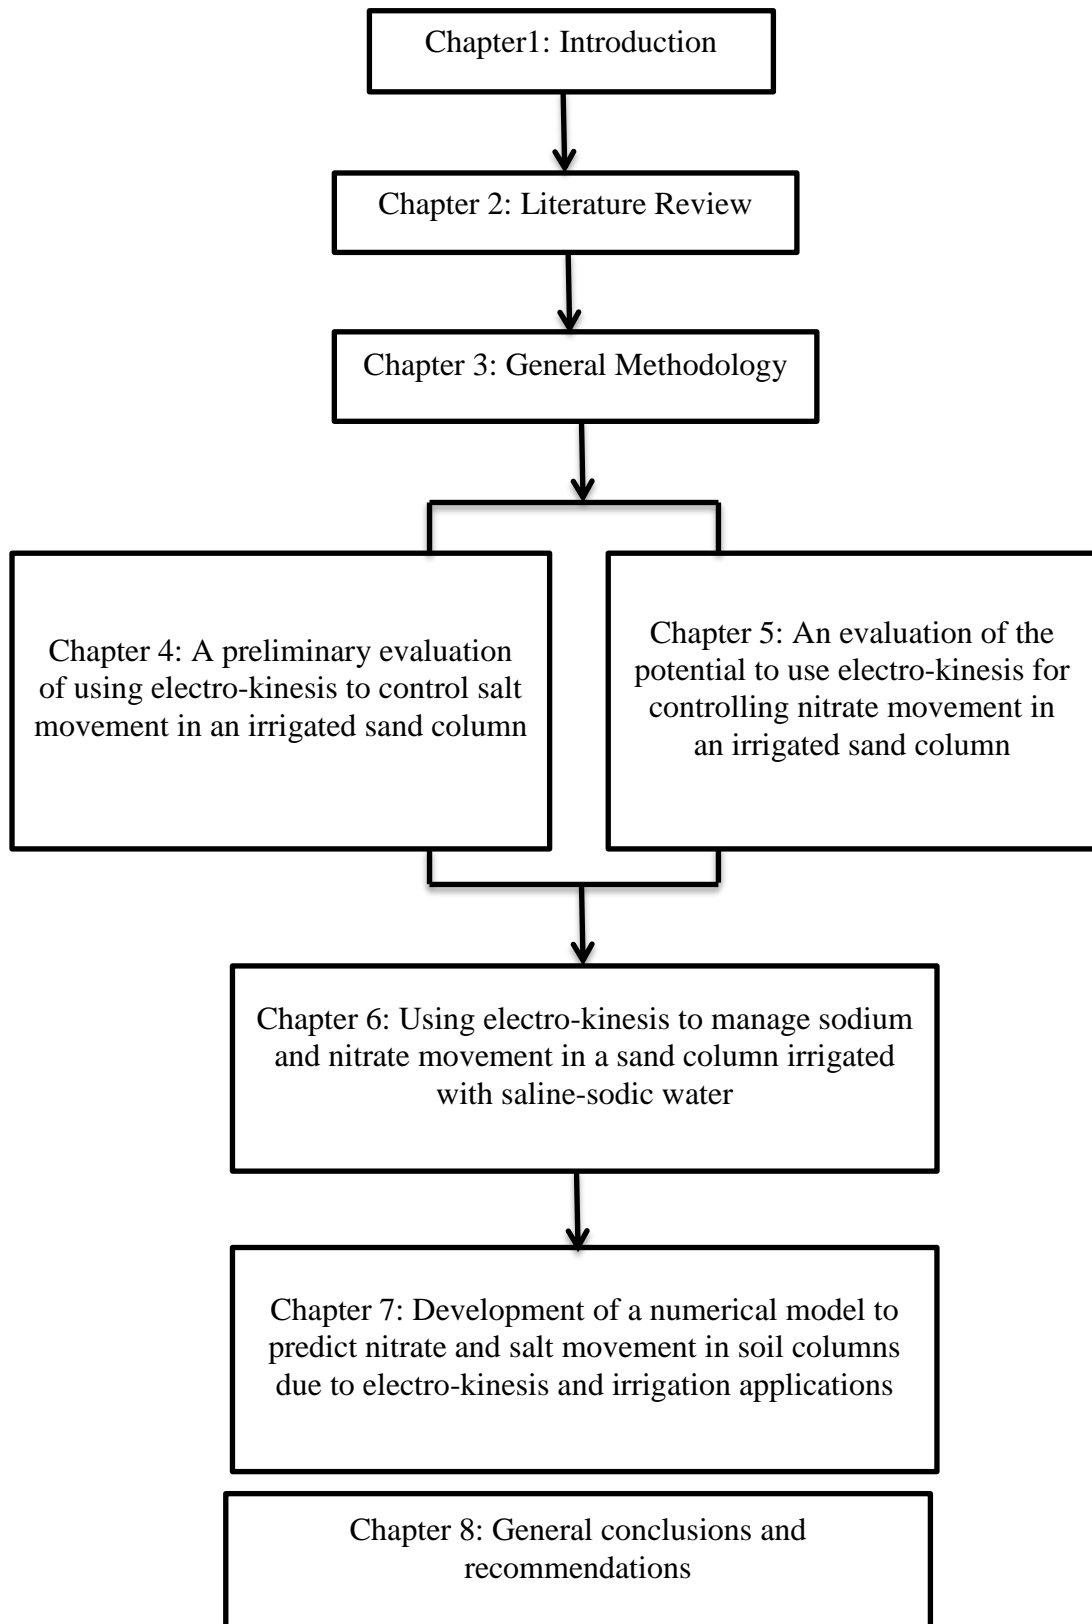 Chapter1: Introduction
Chapter 2: Literature Review
Chapter 3: General Methodology
Chapter 4: A preliminary evaluation
of using electro-kinesis to control salt
movement in an irrigated sand column
Chapter 5: An evaluation of the
potential to use electro-kinesis for
controlling nitrate movement in
an irrigated sand column
Chapter 6: Using electro-kinesis to manage sodium
and nitrate movement in a sand column irrigated
with saline-sodic water
Chapter 7: Development of a numerical model to
predict nitrate and salt movement in soil columns
due to electro-kinesis and irrigation applications
Chapter 8: General conclusions and
recommendations